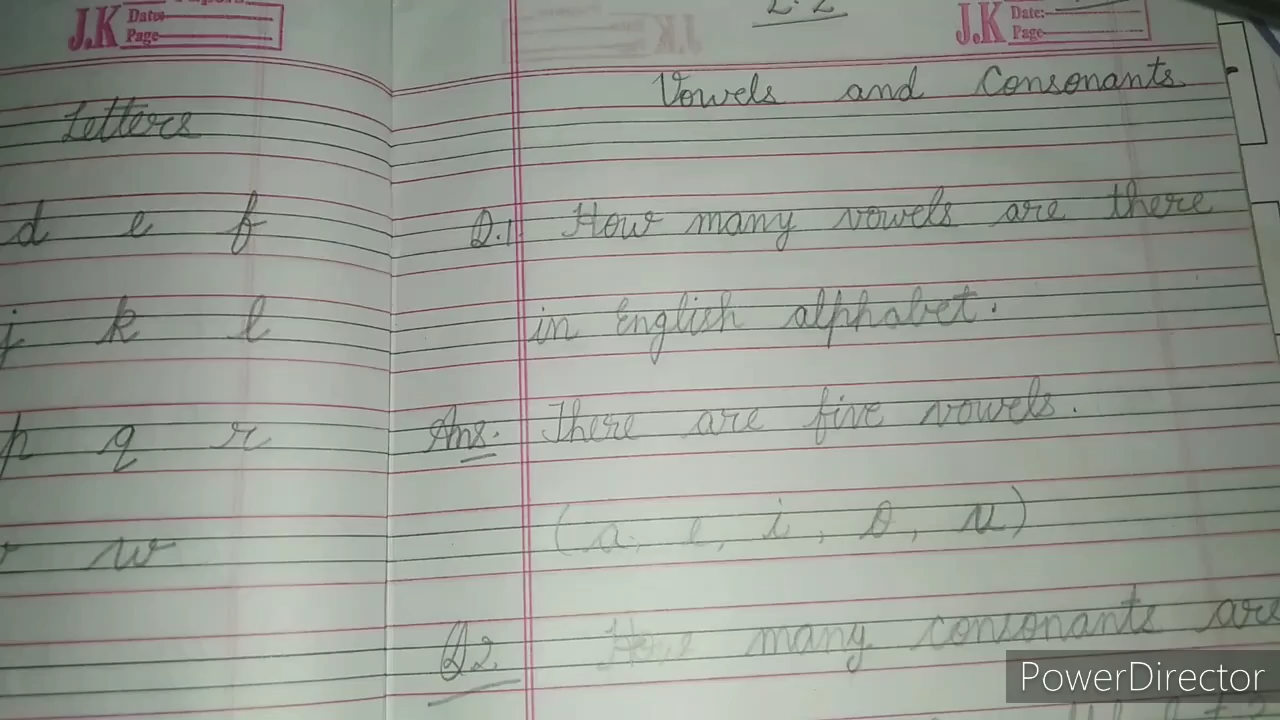 J.K Date:
Page
Letters
d e f
j k l
p q r
w
J.K Date:
Page
Vowels and Consonants
Q.1 How many vowels are there
in English alphabet.
Ans. There are five vowels.
(a, e, i, o, u)
Q2. How many consonants are
PowerDirector